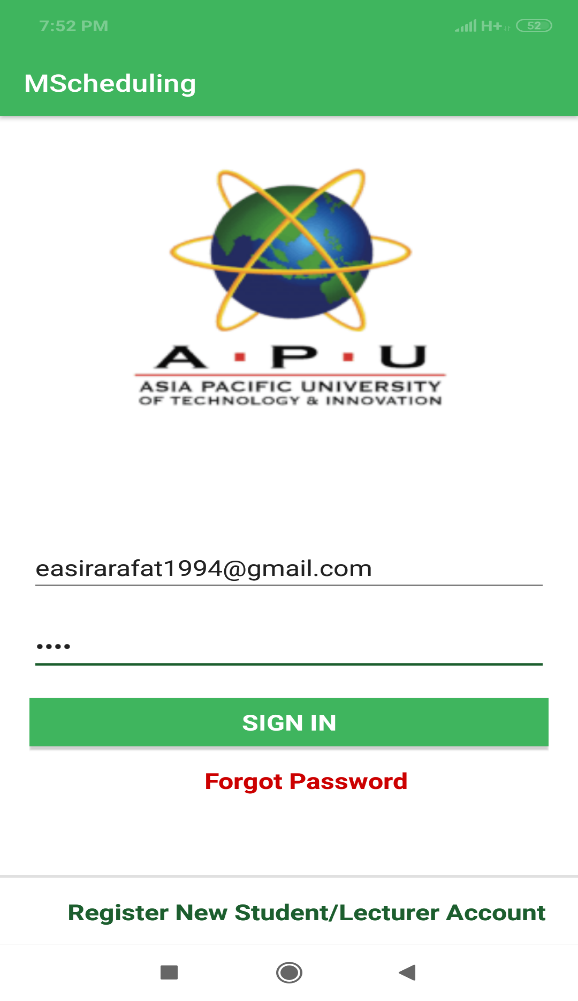 7:52 PM H+ 52
MScheduling
A·P·U
ASIA PACIFIC UNIVERSITY
OF TECHNOLOGY & INNOVATION
easirarafat1994@gmail.com
••••
SIGN IN
Forgot Password
Register New Student/Lecturer Account